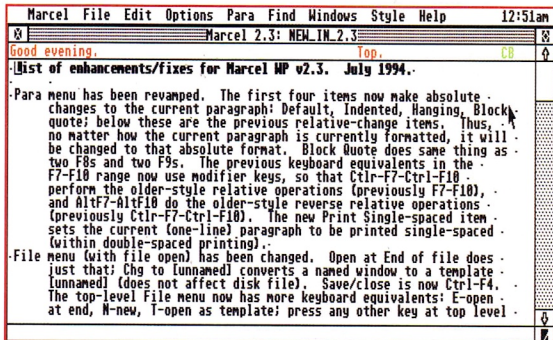 Marcel File Edit Options Para Find Windows Style Help 12:51am
Marcel 2.3: NEW_IN_2.3
Good evening. Top. CB
List of enhancements/fixes for Marcel WP v2.3. July 1994.
Para menu has been revamped. The first four items now make absolute
changes to the current paragraph: Default, Indented, Hanging, Block
quote; below these are the previous relative-change items. Thus,
no matter how the current paragraph is currently formatted, it will
be changed to that absolute format. Block Quote does same thing as
two F8s and two F9s. The previous keyboard equivalents in the
F7-F10 range now use modifier keys, so that Ctlr-F7-Ctrl-F10
perform the older-style relative operations (previously F7-F10),
and AltF7-AltF10 do the older-style reverse relative operations
(previously Ctlr-F7-Ctrl-F10). The new Print Single-spaced item
sets the current (one-line) paragraph to be printed single-spaced
(within double-spaced printing).
File menu (with file open) has been changed. Open at End of file does
just that; Chg to [unnamed] converts a named window to a template
[unnamed] (does not affect disk file). Save/close is now Ctrl-F4.
The top-level File menu now has more keyboard equivalents: E-open
at end, N-new, T-open as template; press any other key at top level